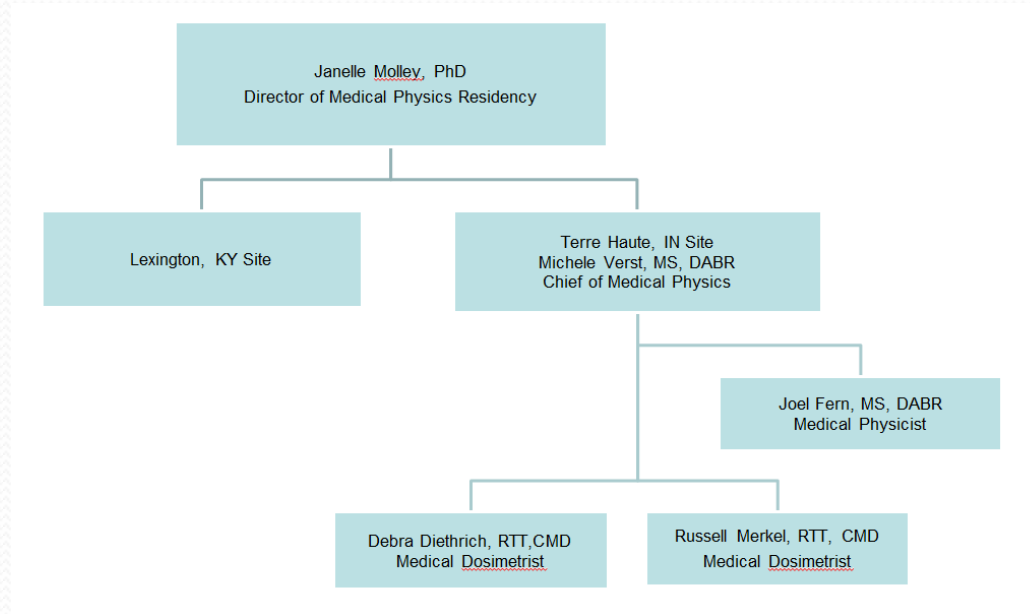 Janelle Molley, PhD
Director of Medical Physics Residency
Lexington, KY Site
Terre Haute, IN Site
Michele Verst, MS, DABR
Chief of Medical Physics
Joel Fern, MS, DABR
Medical Physicist
Debra Diethrich, RTT,CMD
Medical Dosimetrist
Russell Merkel, RTT, CMD
Medical Dosimetrist